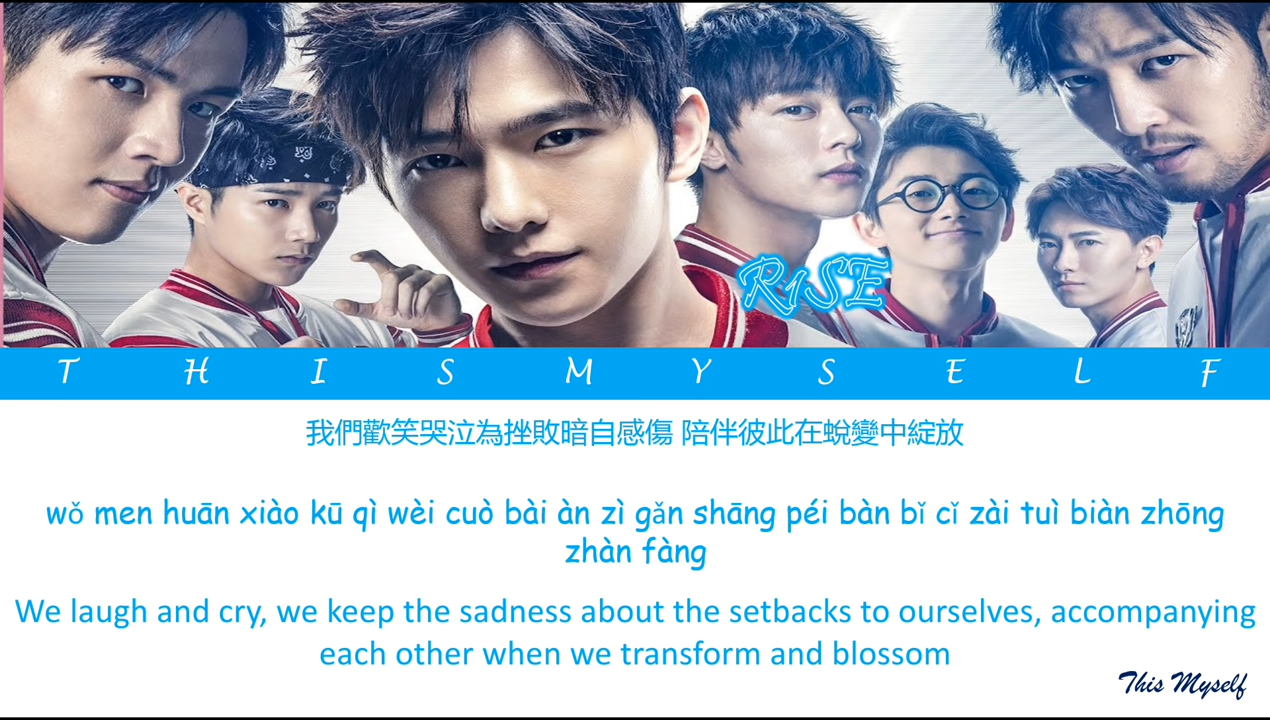 R1SE
T H I S M Y S E L F
我們歡笑哭泣為挫敗暗自感傷 陪伴彼此在蛻變中綻放
wǒ men huān xiào kū qì wèi cuò bài àn zì gǎn shāng péi bàn bǐ cǐ zài tuì biàn zhōng
zhàn fàng
We laugh and cry, we keep the sadness about the setbacks to ourselves, accompanying
each other when we transform and blossom
This Myself